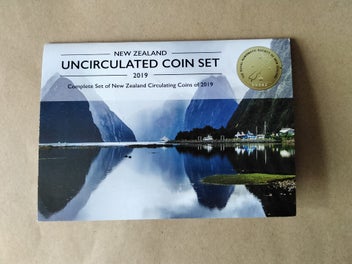 NEW ZEALAND
UNCIRCULATED COIN SET
2019
Complete Set of New Zealand Circulating Coins of 2019